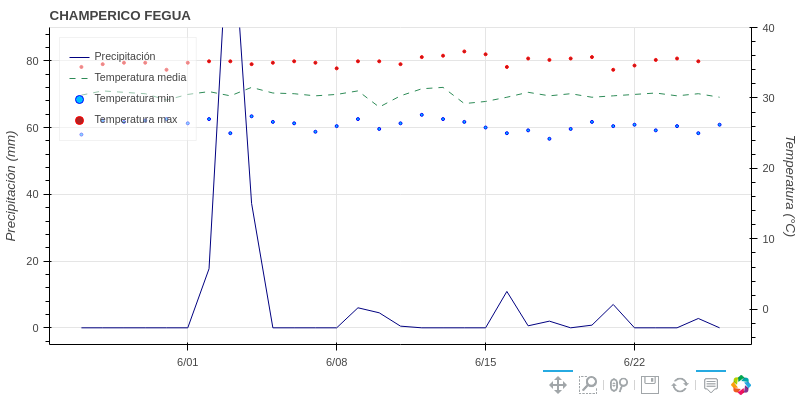 CHAMPERICO FEGUA
Precipitación
Temperatura media
Temperatura min
Temperatura max
Precipitación (mm)
80
60
40
20
0
40
30
20
10
0
Temperatura (°C)
6/01
6/08
6/15
6/22